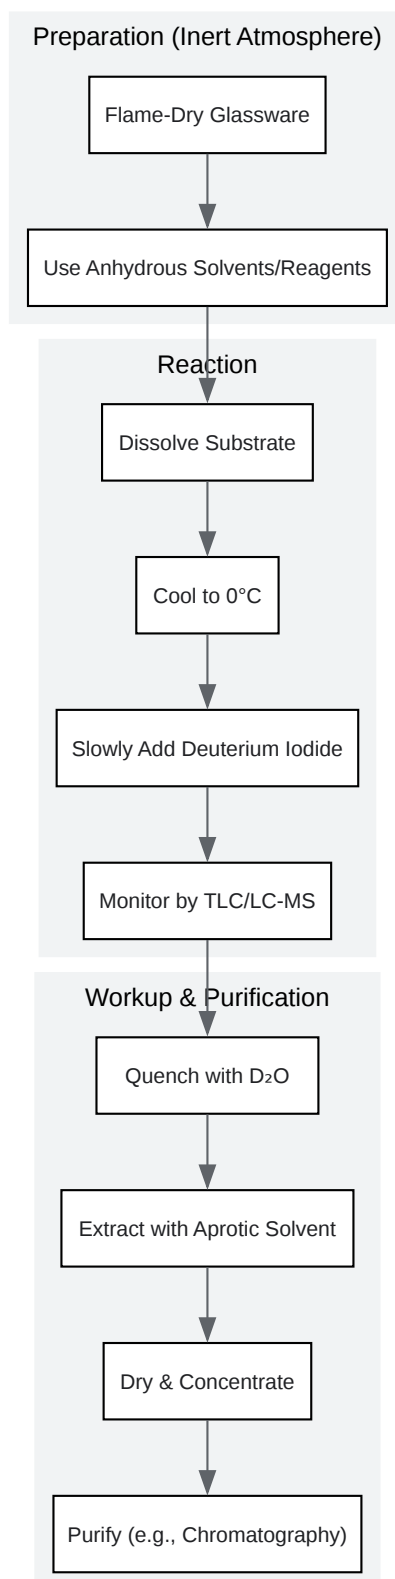 Preparation (Inert Atmosphere)
Flame-Dry Glassware
Use Anhydrous Solvents/Reagents
Reaction
Dissolve Substrate
Cool to 0°C
Slowly Add Deuterium Iodide
Monitor by TLC/LC-MS
Workup & Purification
Quench with D₂O
Extract with Aprotic Solvent
Dry & Concentrate
Purify (e.g., Chromatography)